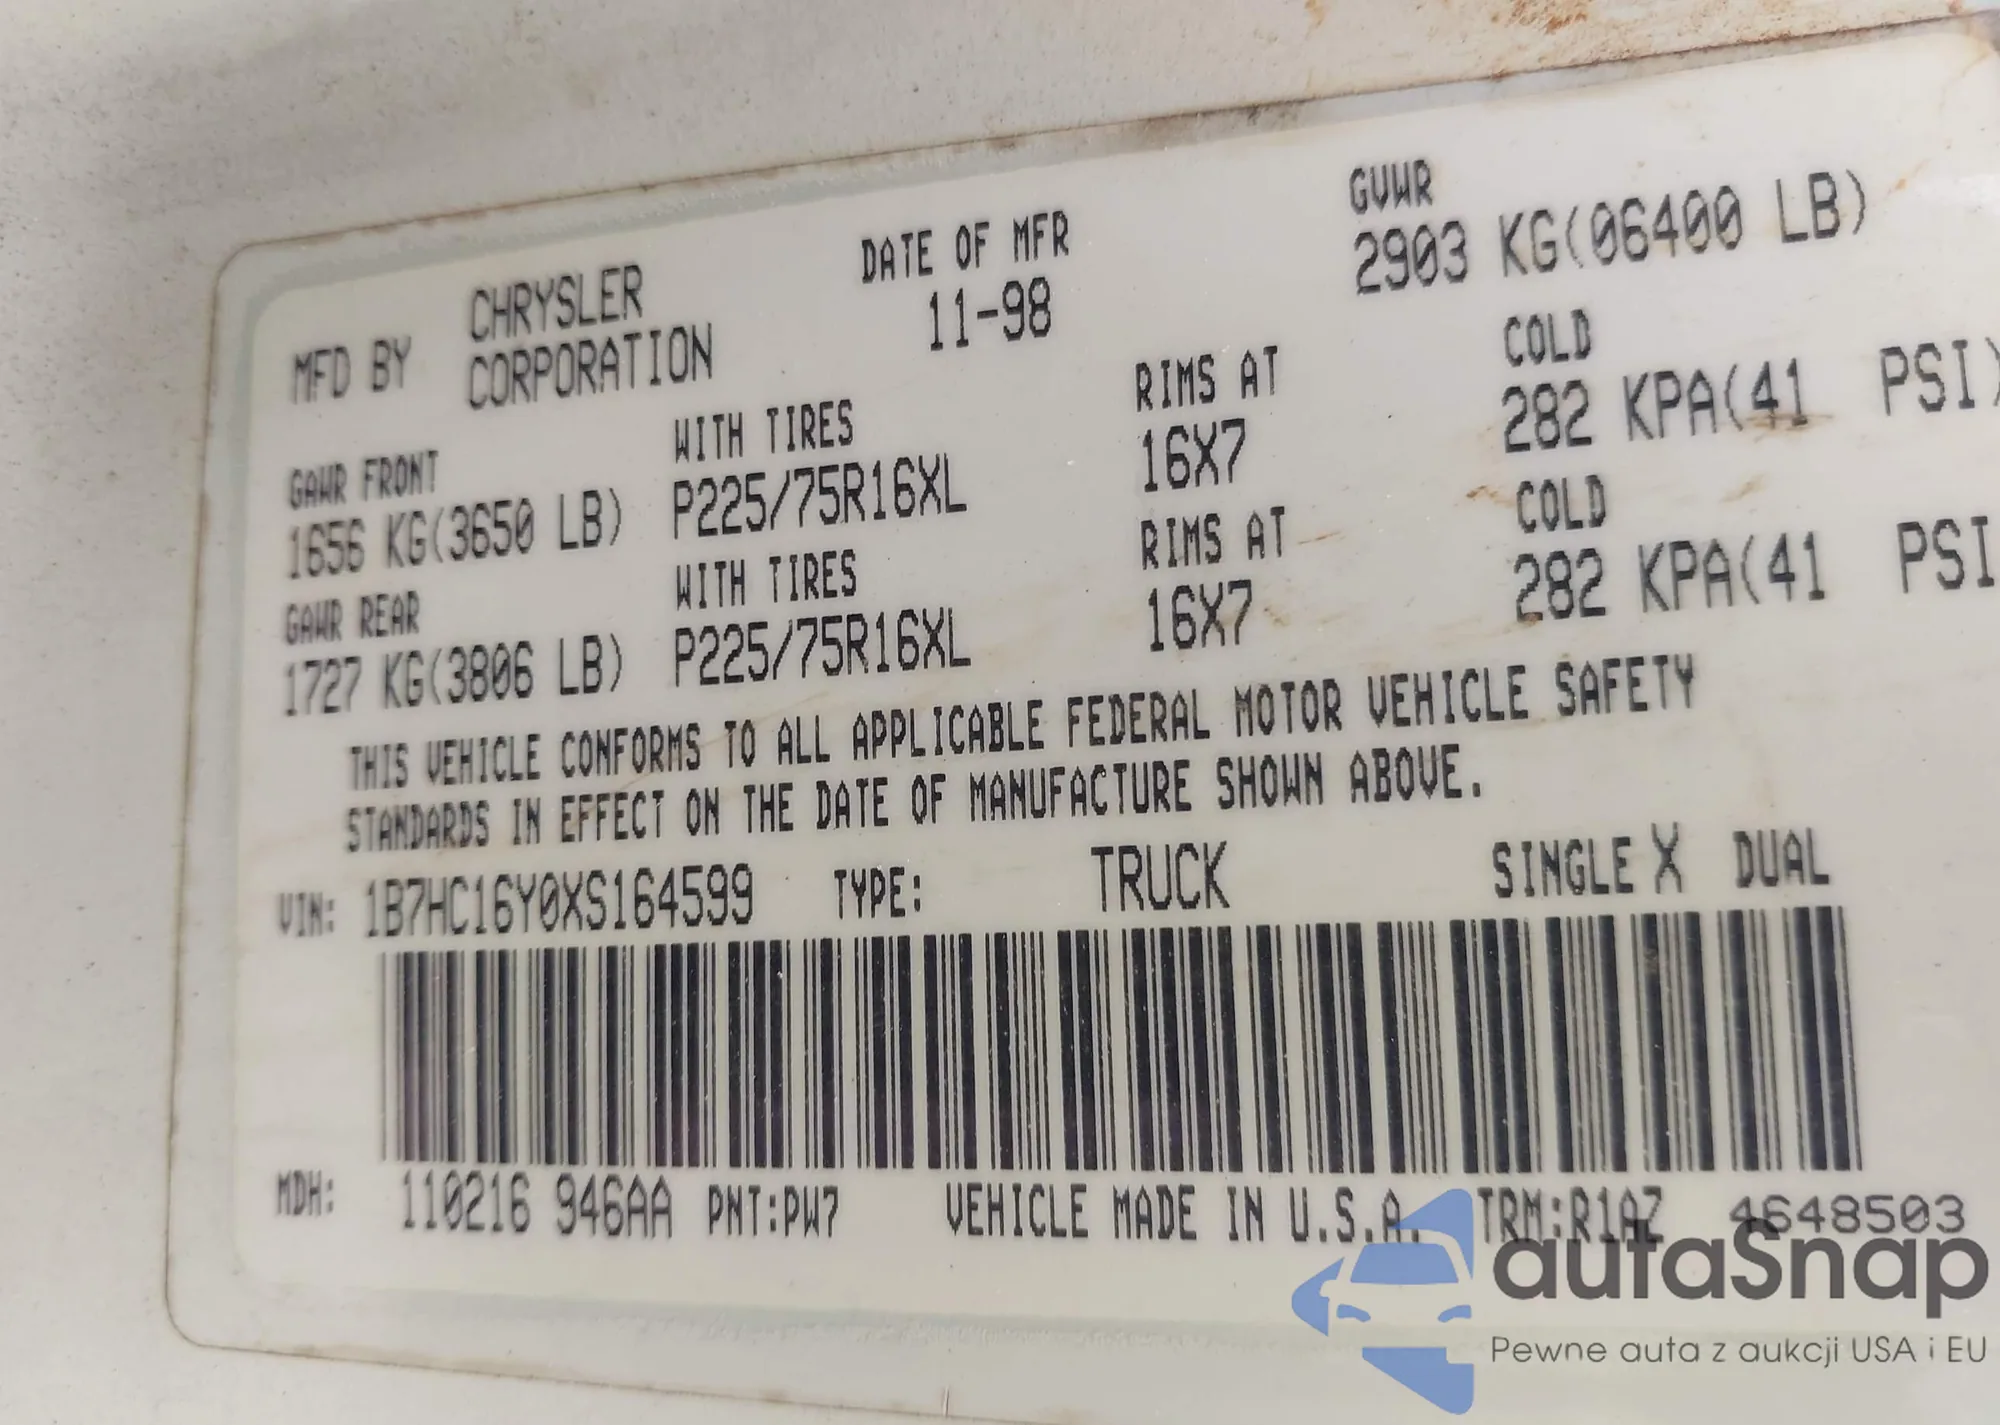 MFD BY CHRYSLER CORPORATION DATE OF MFR 11-98 GVWR 2903 KG(06400 LB)
GAWR FRONT WITH TIRES RIMS AT COLD
1656 KG(3650 LB) P225/75R16XL 16X7 282 KPA(41 PSI)
GAWR REAR WITH TIRES RIMS AT COLD
1727 KG(3806 LB) P225/75R16XL 16X7 282 KPA(41 PSI
THIS VEHICLE CONFORMS TO ALL APPLICABLE FEDERAL MOTOR VEHICLE SAFETY
STANDARDS IN EFFECT ON THE DATE OF MANUFACTURE SHOWN ABOVE.
VIN: 1B7HC16Y0XS164599 TYPE: TRUCK SINGLE X DUAL
MDH: 110216 946AA PNT:PW7 VEHICLE MADE IN U.S.A. TRM:R1AZ 4648503
autaSnap
Pewne auta z aukcji USA i EU